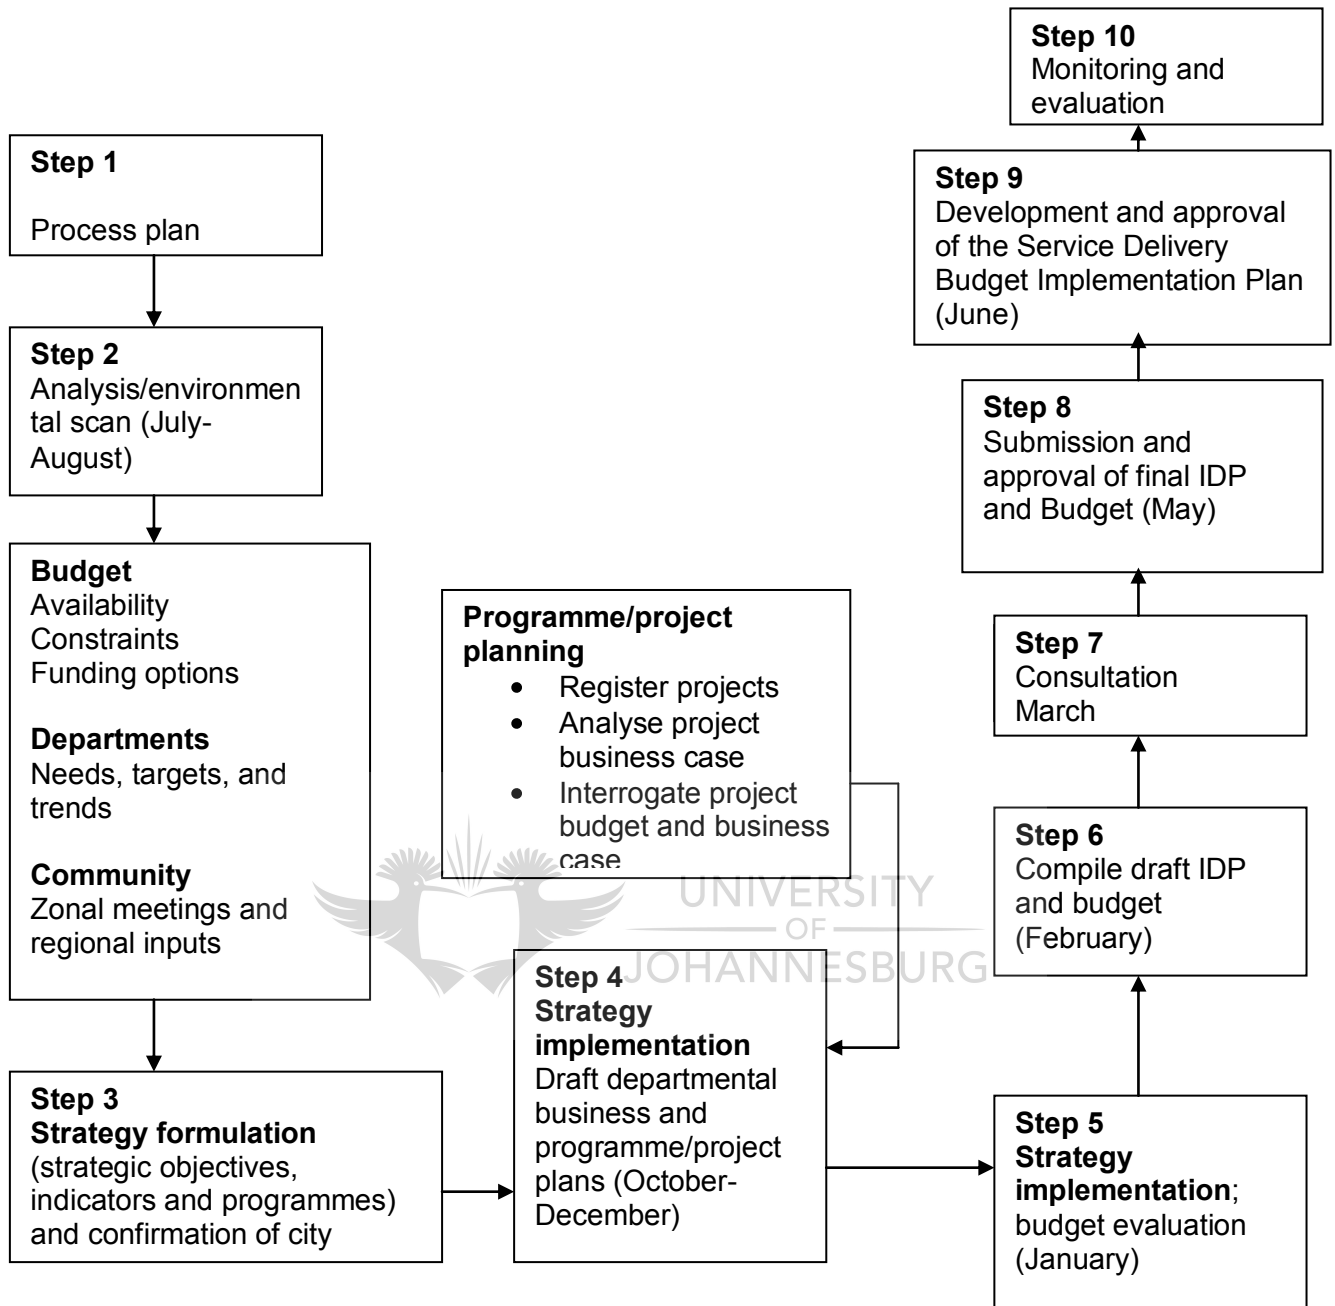 Step 1
Process plan
Step 2
Analysis/environmen
tal scan (July-
August)
Budget
Availability
Constraints
Funding options
Departments
Needs, targets, and
trends
Community
Zonal meetings and
regional inputs
Step 3
Strategy formulation
(strategic objectives,
indicators and programmes)
and confirmation of city
Programme/project
planning
• Register projects
• Analyse project
business case
• Interrogate project
budget and business
case
Step 4
Strategy
implementation
Draft departmental
business and
programme/project
plans (October-
December)
Step 5
Strategy
implementation;
budget evaluation
(January)
Step 6
Compile draft IDP
and budget
(February)
Step 7
Consultation
March
Step 8
Submission and
approval of final IDP
and Budget (May)
Step 9
Development and approval
of the Service Delivery
Budget Implementation Plan
(June)
Step 10
Monitoring and
evaluation
UNIVERSITY
OF
JOHANNESBURG